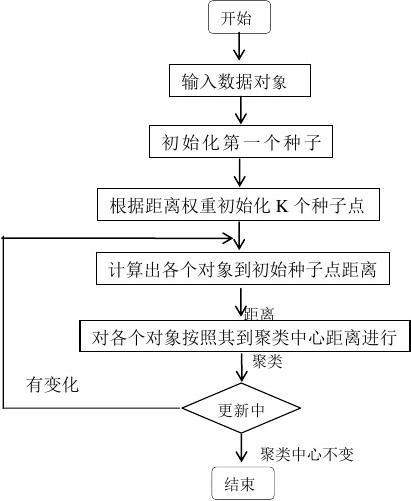 开始
输入数据对象
初始化第一个种子
根据距离权重初始化 K 个种子点
计算出各个对象到初始种子点距离
距离
对各个对象按照其到聚类中心距离进行
聚类
有变化
更新中
聚类中心不变
结束